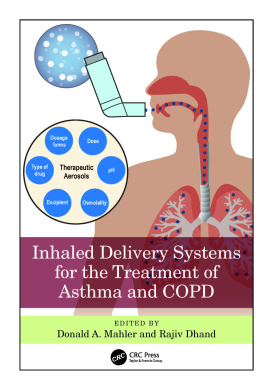 Dosage
forms
Dose
Type of
drug
Therapeutic
Aerosols
pH
Excipient
Osmolality
Inhaled Delivery Systems
for the Treatment of
Asthma and COPD
EDITED BY
Donald A. Mahler and Rajiv Dhand
CRC
CRC Press
Taylor & Francis Group